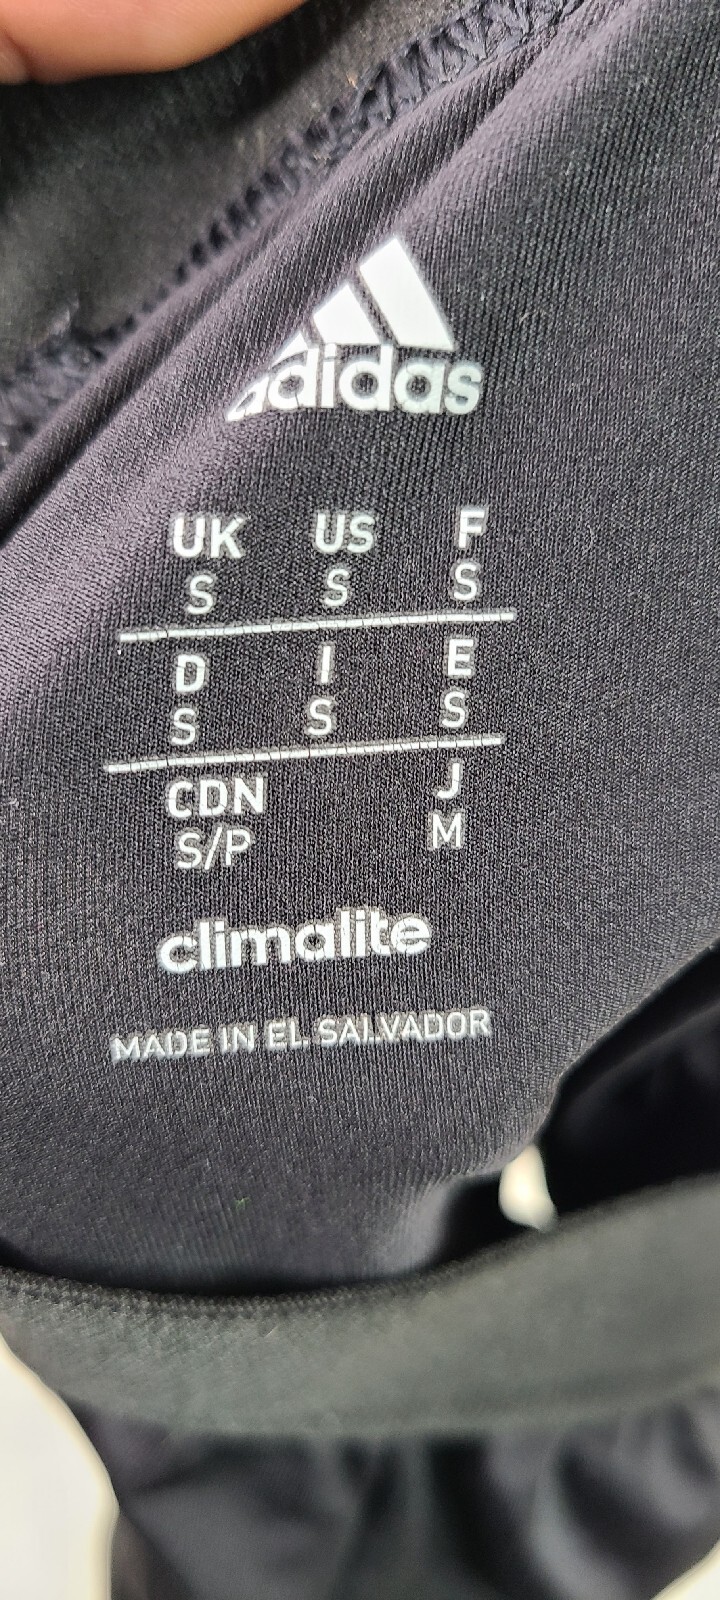 adidas
UK US F
S S S
D I E
S S S
CDN J
S/P M
climalite
MADE IN EL SALVADOR